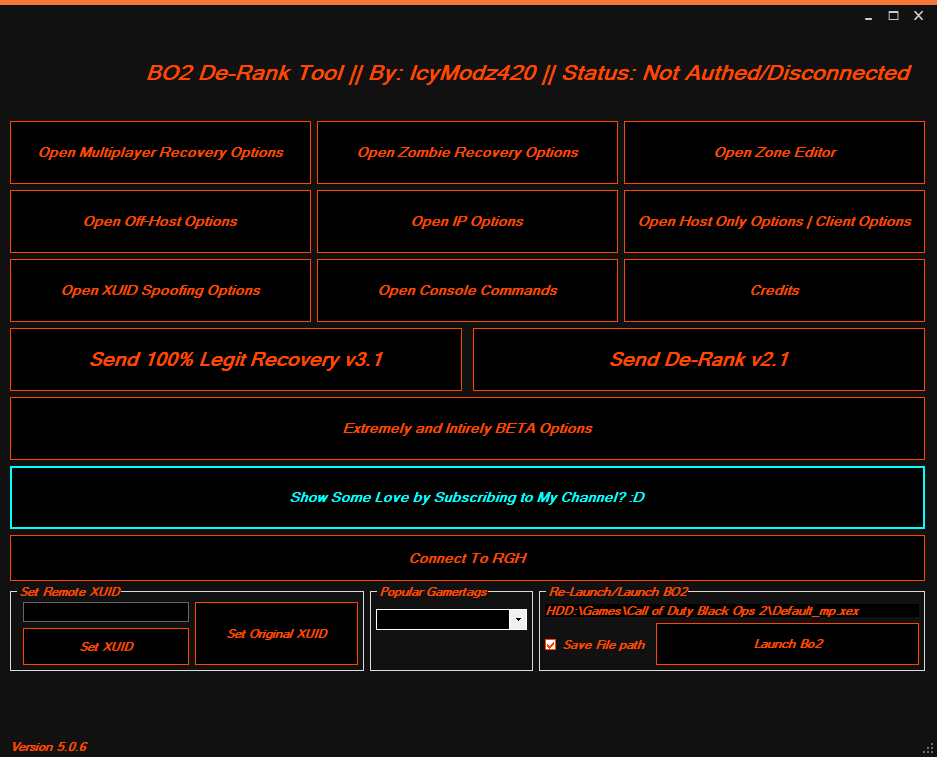 BO2 De-Rank Tool || By: IcyModz420 || Status: Not Authed/Disconnected
Open Multiplayer Recovery Options
Open Zombie Recovery Options
Open Zone Editor
Open Off-Host Options
Open IP Options
Open Host Only Options | Client Options
Open XUID Spoofing Options
Open Console Commands
Credits
Send 100% Legit Recovery v3.1
Send De-Rank v2.1
Extremely and Intirely BETA Options
Show Some Love by Subscribing to My Channel? :D
Connect To RGH
Set Remote XUID
Set XUID
Set Original XUID
Popular Gamertags
Re-Launch/Launch BO2
HDD:\Games\Call of Duty Black Ops 2\Default_mp.xex
Save File path
Launch Bo2
Version 5.0.6